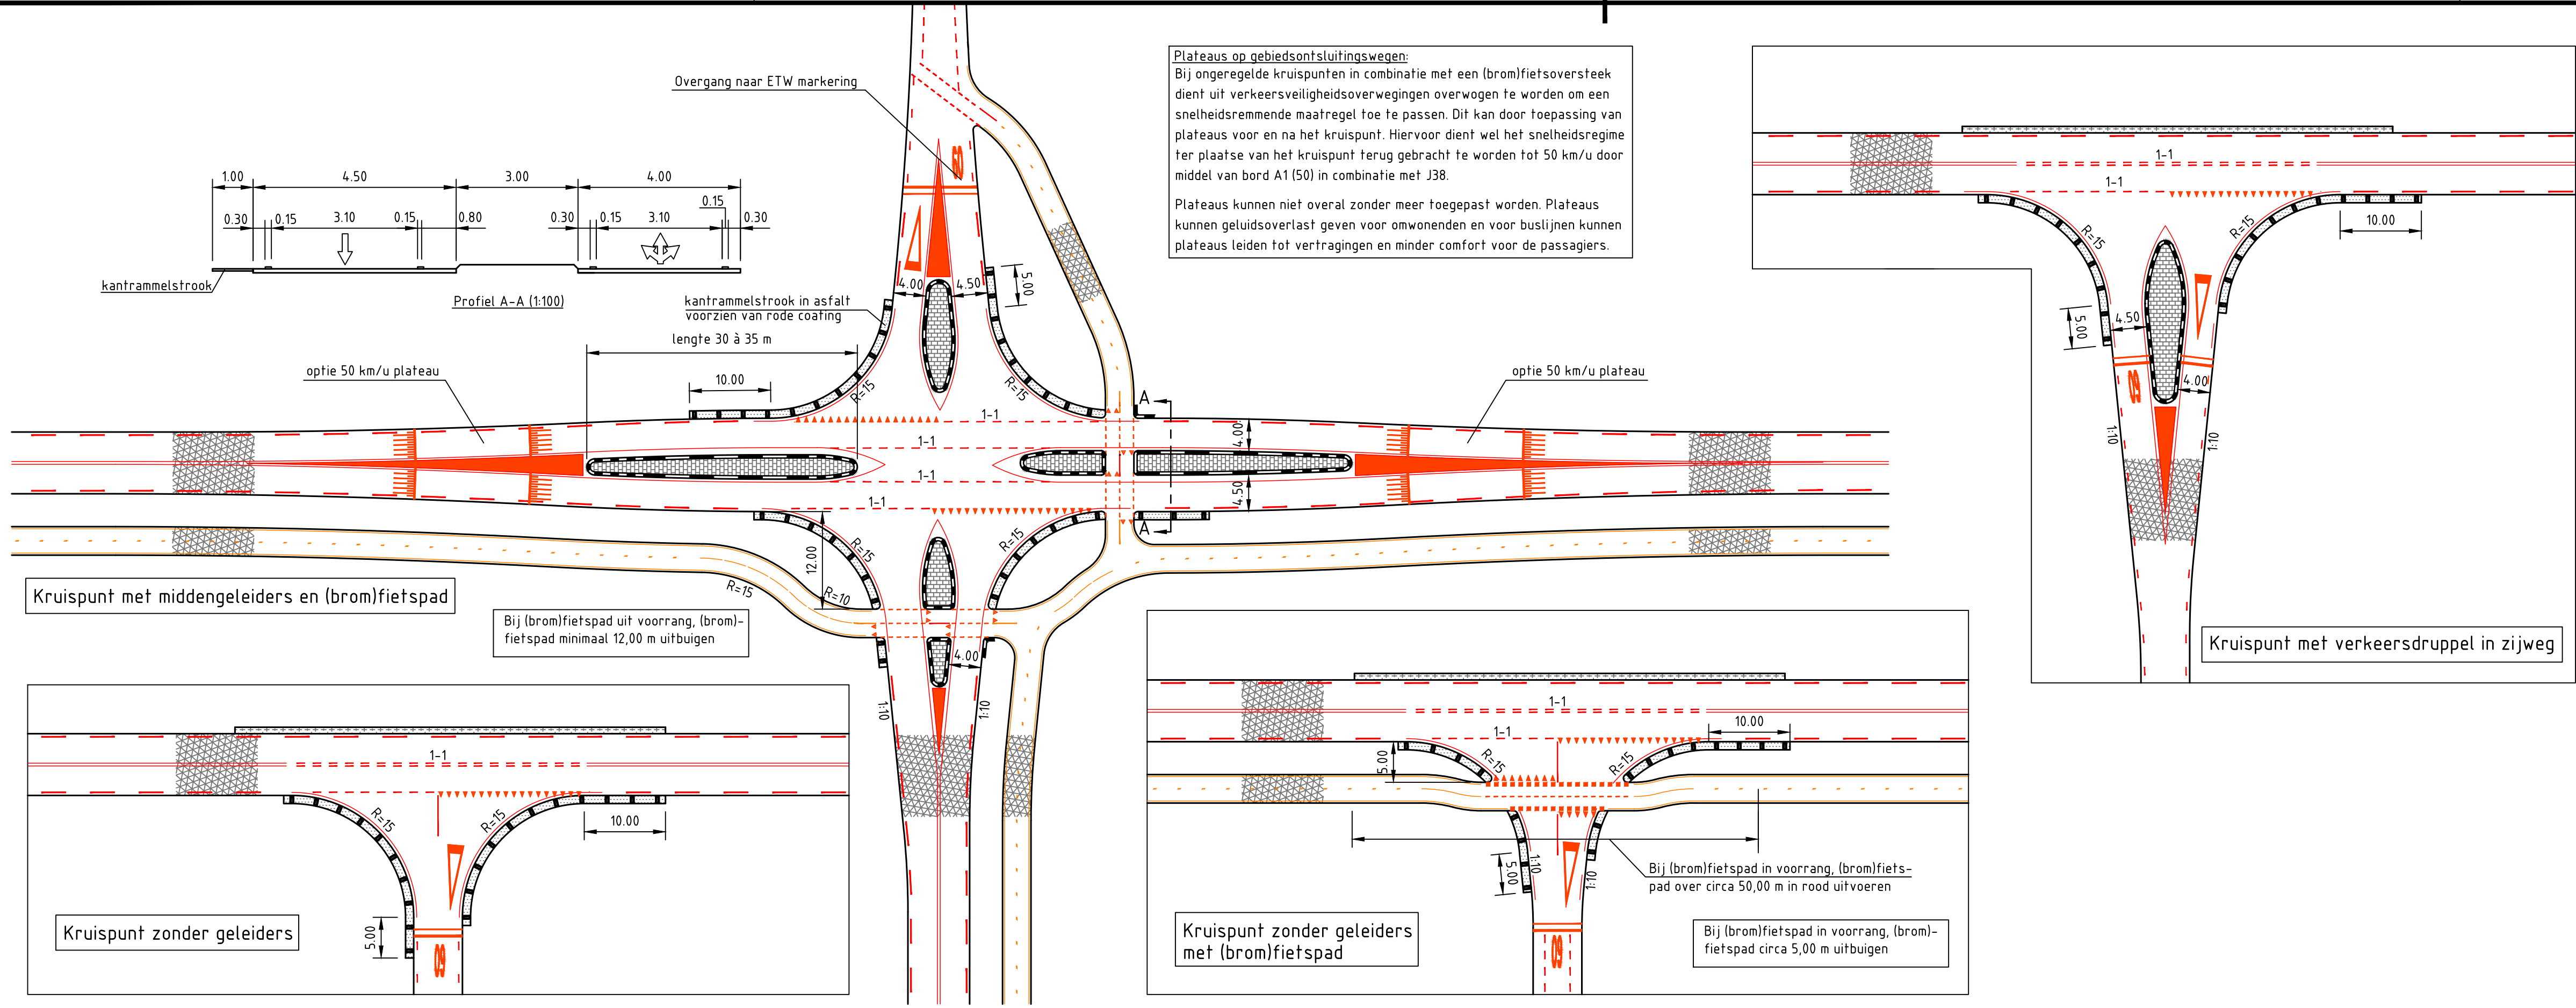 Overgang naar ETW markering
Plateaus op gebiedsontsluitingswegen:
Bij ongeregelde kruispunten in combinatie met een (brom)fietsoversteek
dient uit verkeersveiligheidsoverwegingen overwogen te worden om een
snelheidsremmende maatregel toe te passen. Dit kan door toepassing van
plateaus voor en na het kruispunt. Hiervoor dient wel het snelheidsregime
ter plaatse van het kruispunt terug gebracht te worden tot 50 km/u door
middel van bord A1 (50) in combinatie met J38.
Plateaus kunnen niet overal zonder meer toegepast worden. Plateaus
kunnen geluidsoverlast geven voor omwonenden en voor buslijnen kunnen
plateaus leiden tot vertragingen en minder comfort voor de passagiers.
1.00 4.50 3.00 4.00
0.30 0.15 3.10 0.15 0.80 0.30 0.15 3.10 0.15 0.30
kantrammelstrook
Profiel A-A (1:100)
kantrammelstrook in asfalt
voorzien van rode coating
lengte 30 à 35 m
optie 50 km/u plateau
10.00
60
4.00 4.50
5.00
R=15
R=15
A
optie 50 km/u plateau
1-1
1-1
1-1
1-1
4.00
4.50
A
R=15
R=15
12.00
R=15
R=10
4.00
1:10
1:10
Kruispunt met middengeleiders en (brom)fietspad
Bij (brom)fietspad uit voorrang, (brom)-
fietspad minimaal 12,00 m uitbuigen
1-1
1-1
R=15
R=15
10.00
5.00
4.50
4.00
60
1:10
1:10
Kruispunt met verkeersdruppel in zijweg
1-1
R=15
R=15
10.00
5.00
60
Kruispunt zonder geleiders
1-1
1-1
10.00
5.00
R=15
R=15
5.00
1:10
1:10
60
Bij (brom)fietspad in voorrang, (brom)fiets-
pad over circa 50,00 m in rood uitvoeren
Kruispunt zonder geleiders
met (brom)fietspad
Bij (brom)fietspad in voorrang, (brom)-
fietspad circa 5,00 m uitbuigen